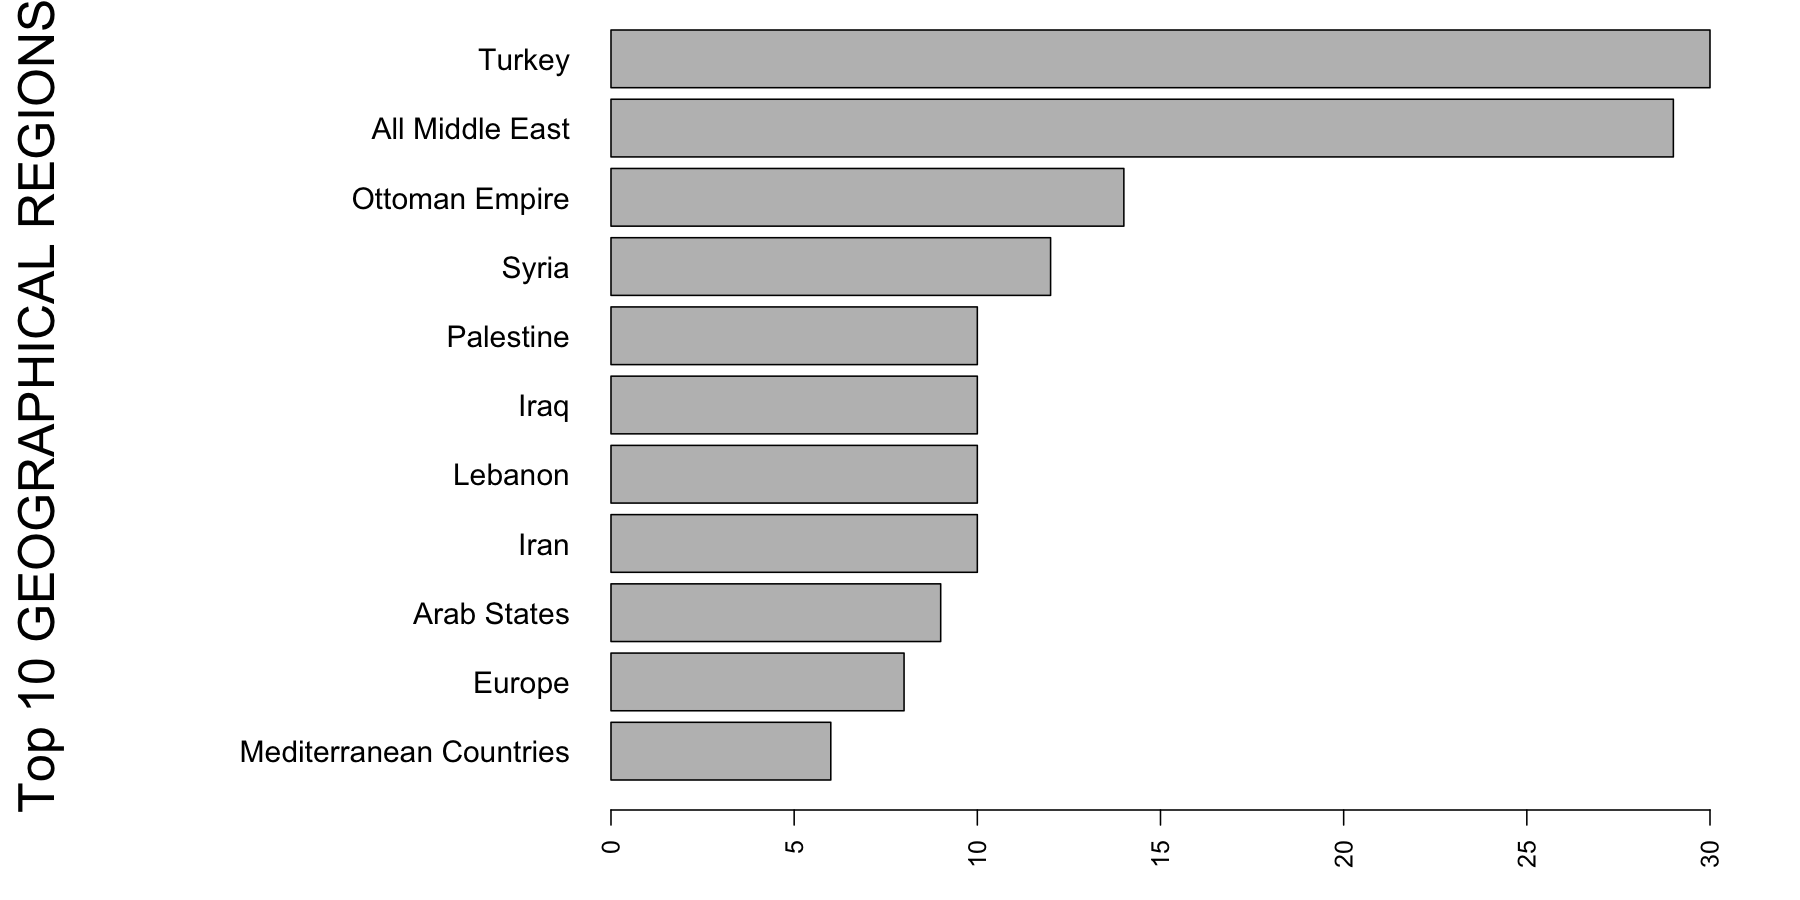 Top 10 GEOGRAPHICAL REGIONS
Turkey
All Middle East
Ottoman Empire
Syria
Palestine
Iraq
Lebanon
Iran
Arab States
Europe
Mediterranean Countries
0 5 10 15 20 25 30